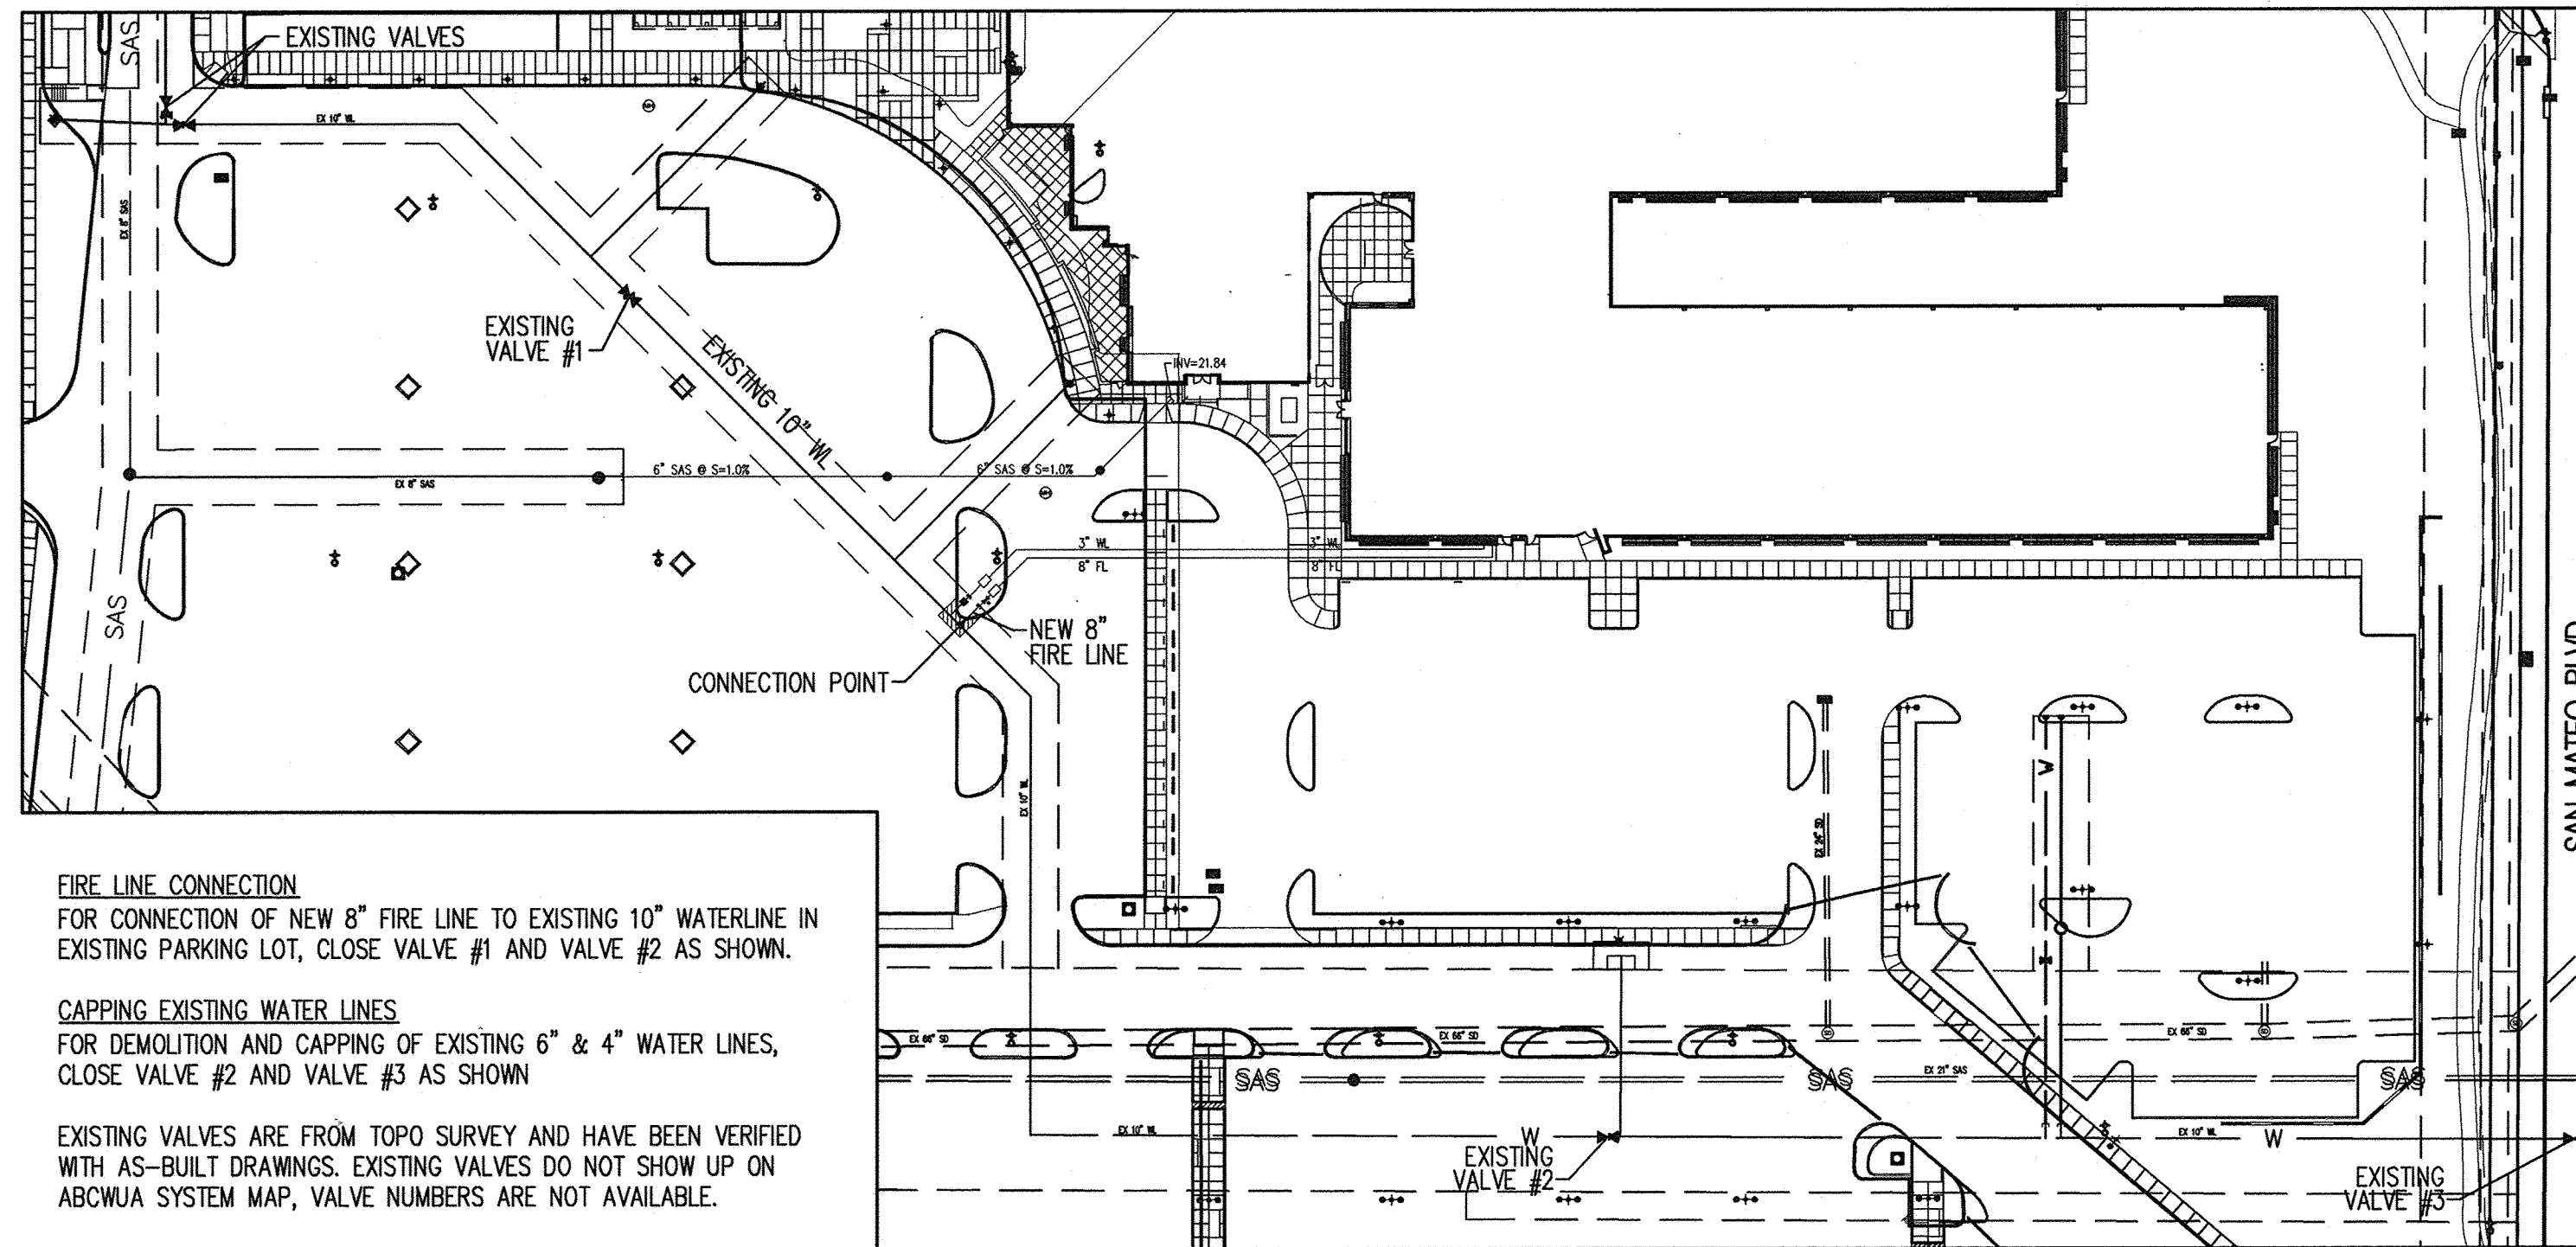 SAS
EXISTING VALVES
EX 10" WL
EX 8" SAS
EXISTING
VALVE #1
EXISTING 10" WL
INV=21.84
EX 8" SAS
6" SAS @ S=1.0%
6" SAS @ S=1.0%
3" WL
3" WL
8" FL
8" FL
SAS
NEW 8"
FIRE LINE
CONNECTION POINT
SAN MATEO BLVD
EX 10" WL
W
EX 24" SD
FIRE LINE CONNECTION
FOR CONNECTION OF NEW 8" FIRE LINE TO EXISTING 10" WATERLINE IN
EXISTING PARKING LOT, CLOSE VALVE #1 AND VALVE #2 AS SHOWN.
CAPPING EXISTING WATER LINES
FOR DEMOLITION AND CAPPING OF EXISTING 6" & 4" WATER LINES,
CLOSE VALVE #2 AND VALVE #3 AS SHOWN
EXISTING VALVES ARE FROM TOPO SURVEY AND HAVE BEEN VERIFIED
WITH AS-BUILT DRAWINGS. EXISTING VALVES DO NOT SHOW UP ON
ABCWUA SYSTEM MAP, VALVE NUMBERS ARE NOT AVAILABLE.
EX 66" SD
EX 66" SD
EX 66" SD
SAS
SAS
EX 21" SAS
SAS
EX 10" WL
W
EXISTING
VALVE #2
EX 10" WL
W
EXISTING
VALVE #3